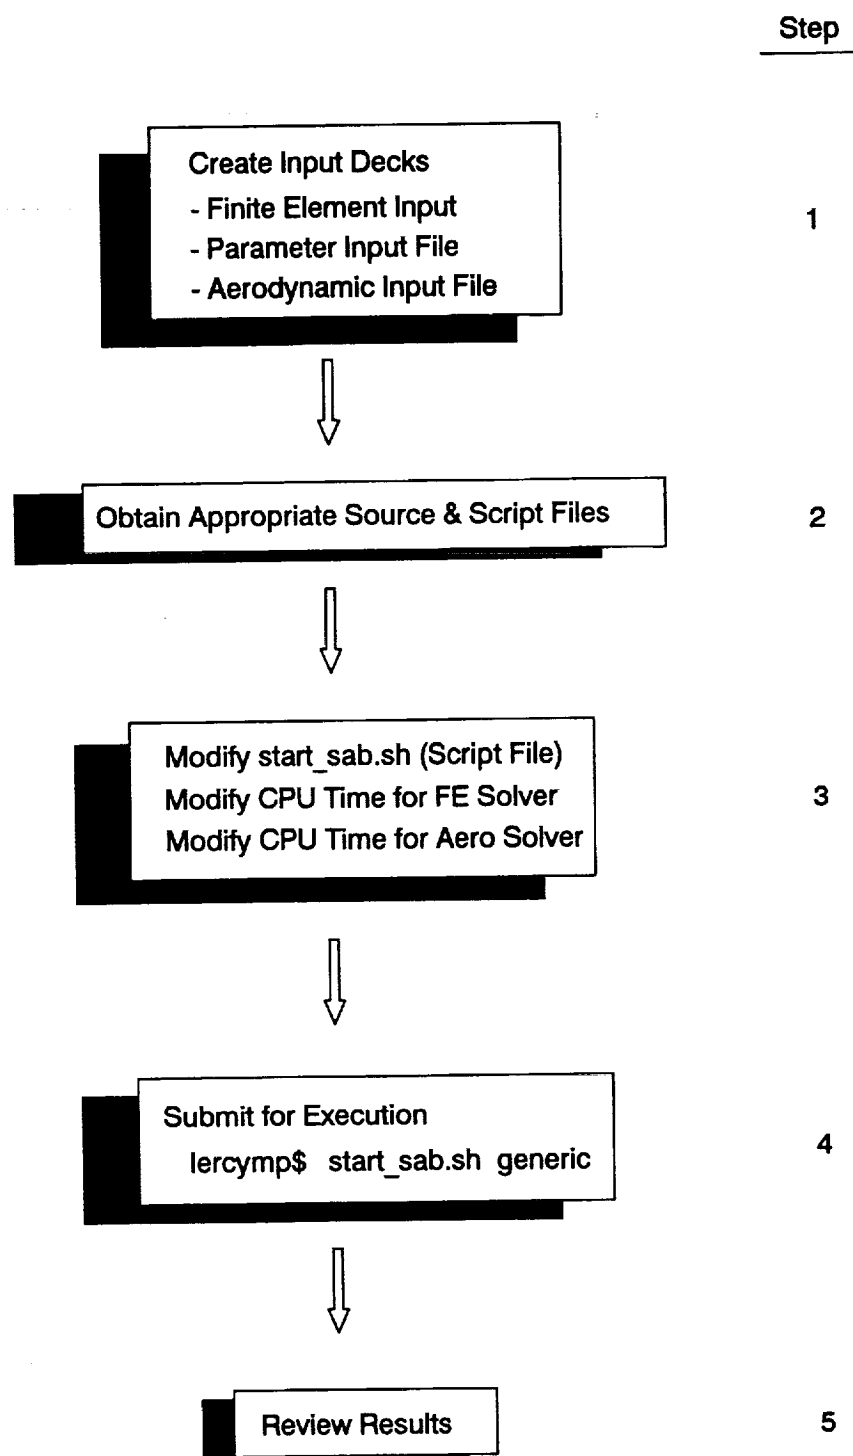 Step
Create Input Decks
- Finite Element Input
- Parameter Input File
- Aerodynamic Input File
1
Obtain Appropriate Source & Script Files
2
Modify start_sab.sh (Script File)
Modify CPU Time for FE Solver
Modify CPU Time for Aero Solver
3
Submit for Execution
lercymp$ start_sab.sh generic
4
Review Results
5